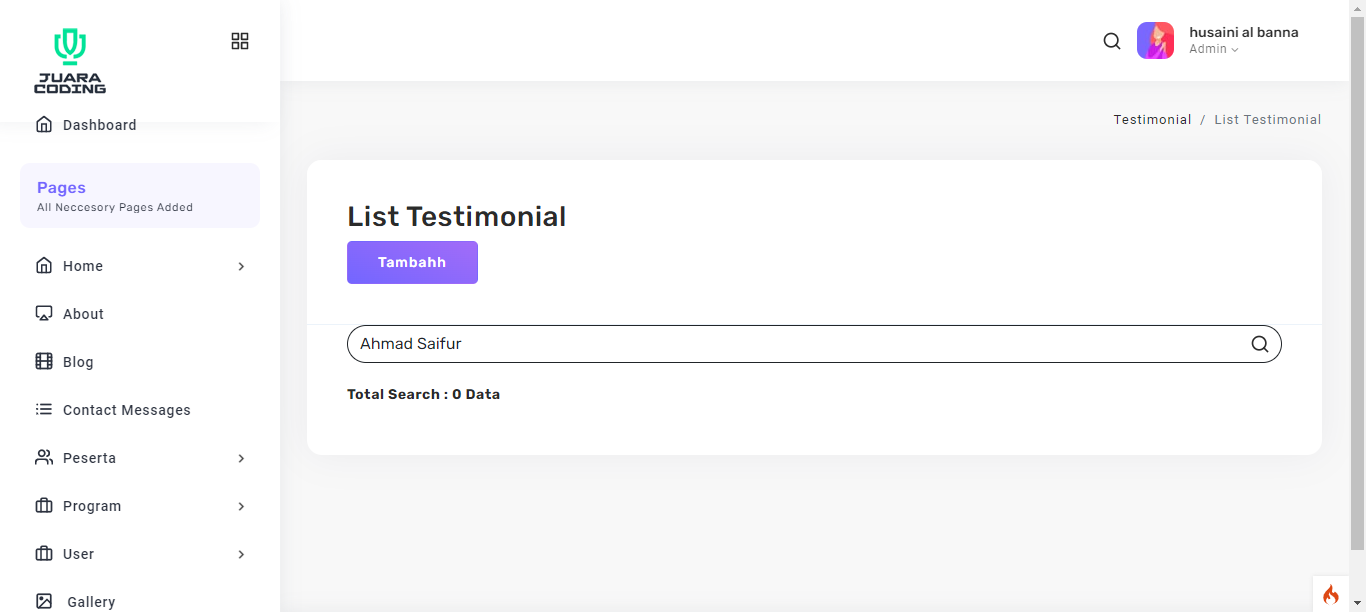 JUARA
CODING
husaini al banna
Admin
Dashboard
Testimonial / List Testimonial
Pages
All Neccesory Pages Added
List Testimonial
Tambahh
Home
About
Ahmad Saifur
Blog
Total Search : 0 Data
Contact Messages
Peserta
Program
User
Gallery